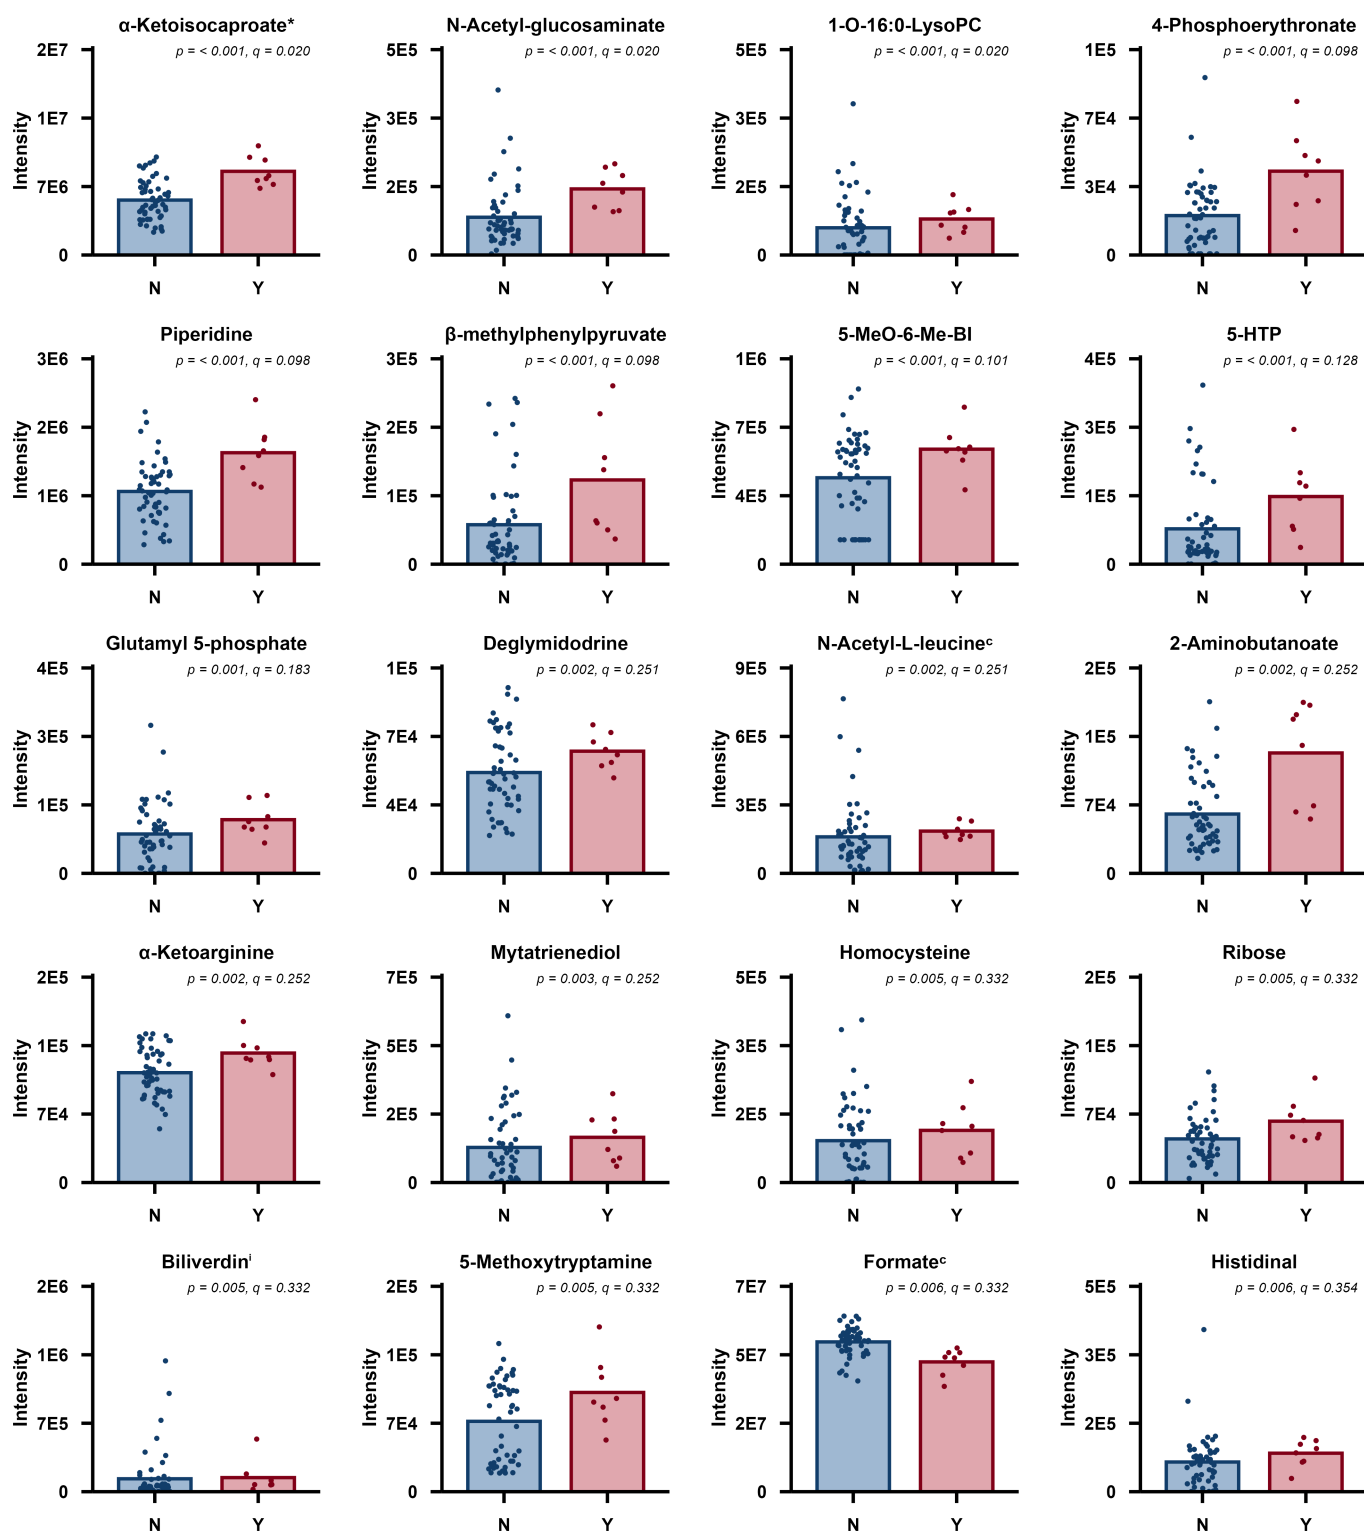 α-Ketoisocaproate* N-Acetyl-glucosaminate 1-O-16:0-LysoPC 4-Phosphoerythronate
2E7 p = < 0.001, q = 0.020 5E5 p = < 0.001, q = 0.020 5E5 p = < 0.001, q = 0.020 1E5 p = < 0.001, q = 0.098
1E7 3E5 3E5 7E4
Intensity Intensity Intensity Intensity
7E6 2E5 2E5 3E4
0 0 0 0
N Y N Y N Y N Y
Piperidine β-methylphenylpyruvate 5-MeO-6-Me-BI 5-HTP
3E6 p = < 0.001, q = 0.098 3E5 p = < 0.001, q = 0.098 1E6 p = < 0.001, q = 0.101 4E5 p = < 0.001, q = 0.128
2E6 2E5 7E5 3E5
Intensity Intensity Intensity Intensity
1E6 1E5 4E5 1E5
0 0 0 0
N Y N Y N Y N Y
Glutamyl 5-phosphate Deglymidodrine N-Acetyl-L-leucineᶜ 2-Aminobutanoate
4E5 p = 0.001, q = 0.183 1E5 p = 0.002, q = 0.251 9E5 p = 0.002, q = 0.251 2E5 p = 0.002, q = 0.252
3E5 7E4 6E5 1E5
Intensity Intensity Intensity Intensity
1E5 4E5 3E5 7E4
0 0 0 0
N Y N Y N Y N Y
α-Ketoarginine Mytatrienediol Homocysteine Ribose
2E5 p = 0.002, q = 0.252 7E5 p = 0.003, q = 0.252 5E5 p = 0.005, q = 0.332 2E5 p = 0.005, q = 0.332
1E5 5E5 3E5 1E5
Intensity Intensity Intensity Intensity
7E4 2E5 2E5 7E4
0 0 0 0
N Y N Y N Y N Y
Biliverdinⁱ 5-Methoxytryptamine Formateᶜ Histidinal
2E6 p = 0.005, q = 0.332 2E5 p = 0.005, q = 0.332 7E7 p = 0.006, q = 0.332 5E5 p = 0.006, q = 0.354
1E6 1E5 5E7 3E5
Intensity Intensity Intensity Intensity
7E5 7E4 2E7 2E5
0 0 0 0
N Y N Y N Y N Y